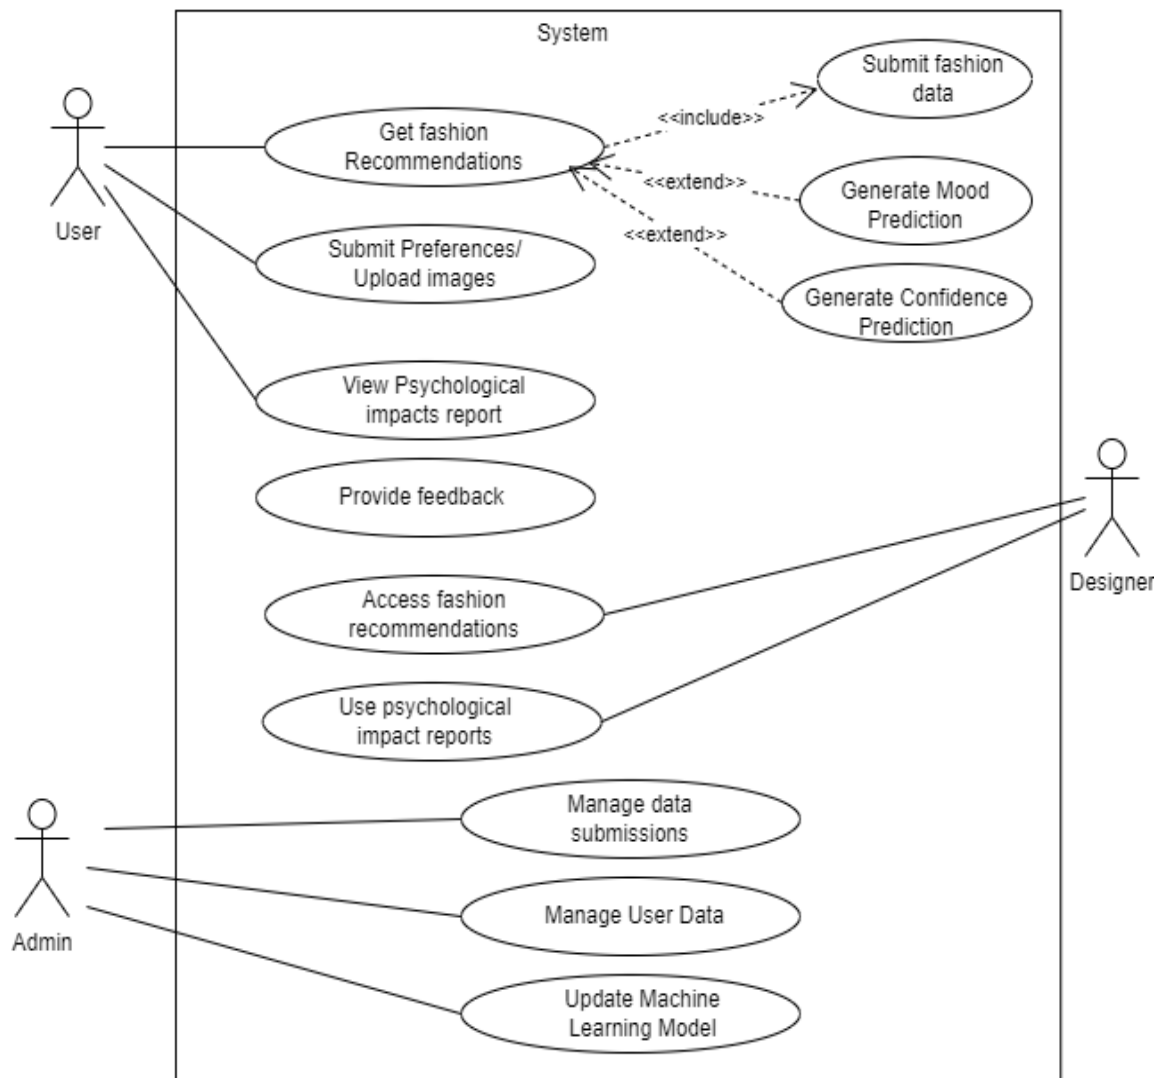 System
Submit fashion
data
<<include>>
Get fashion
Recommendations
<<extend>>
Generate Mood
Prediction
User
<<extend>>
Submit Preferences/
Upload images
Generate Confidence
Prediction
View Psychological
impacts report
Provide feedback
Designer
Access fashion
recommendations
Use psychological
impact reports
Manage data
submissions
Manage User Data
Admin
Update Machine
Learning Model